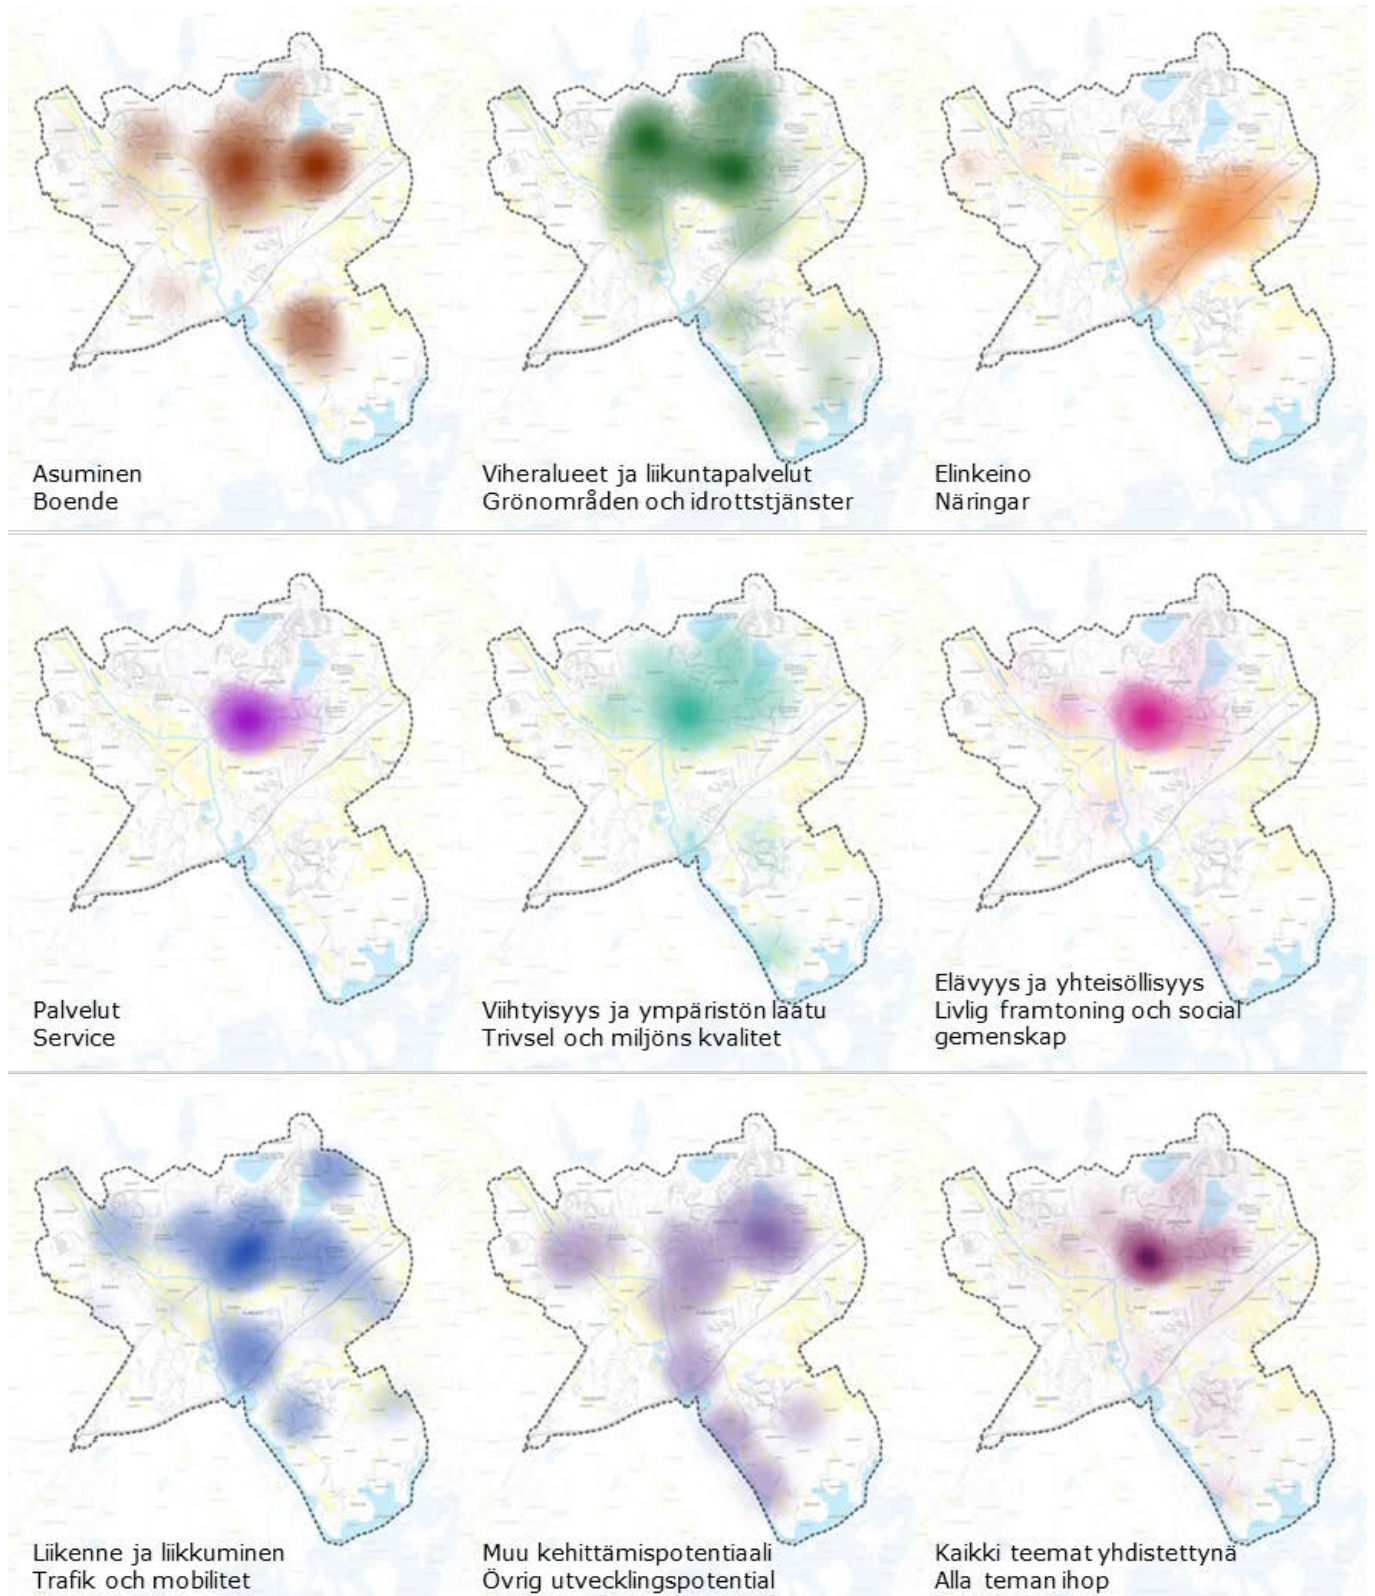 Asuminen
Boende
Viheralueet ja liikuntapalvelut
Grönområden och idrottstjänster
Elinkeino
Näringar
Palvelut
Service
Viihtyisyys ja ympäristön laatu
Trivsel och miljöns kvalitet
Elävyys ja yhteisöllisyys
Livlig framtoning och social
gemenskap
Liikenne ja liikkuminen
Trafik och mobilitet
Muu kehittämispotentiaali
Övrig utvecklingspotential
Kaikki teemat yhdistettynä
Alla teman ihop